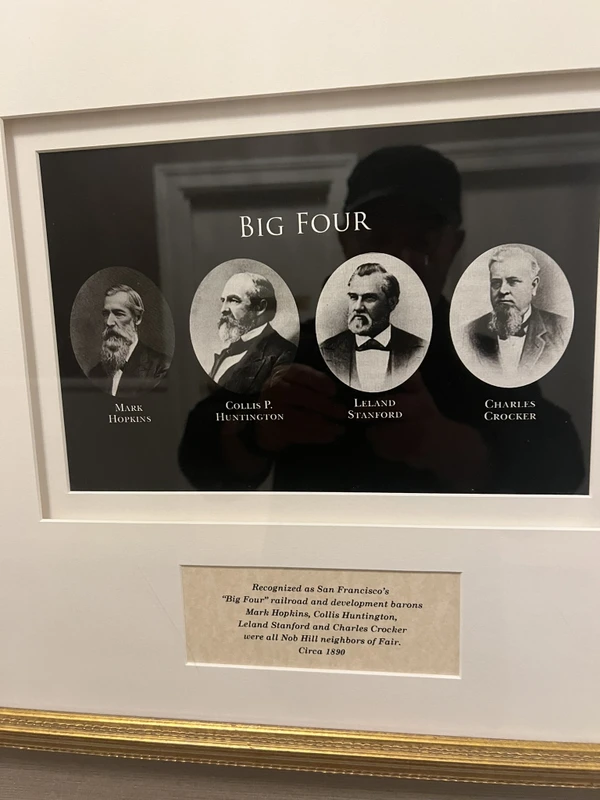 BIG FOUR
MARK
HOPKINS
COLLIS P.
HUNTINGTON
LELAND
STANFORD
CHARLES
CROCKER
Recognized as San Francisco's
"Big Four" railroad and development barons
Mark Hopkins, Collis Huntington,
Leland Stanford and Charles Crocker
were all Nob Hill neighbors of Fair.
Circa 1890